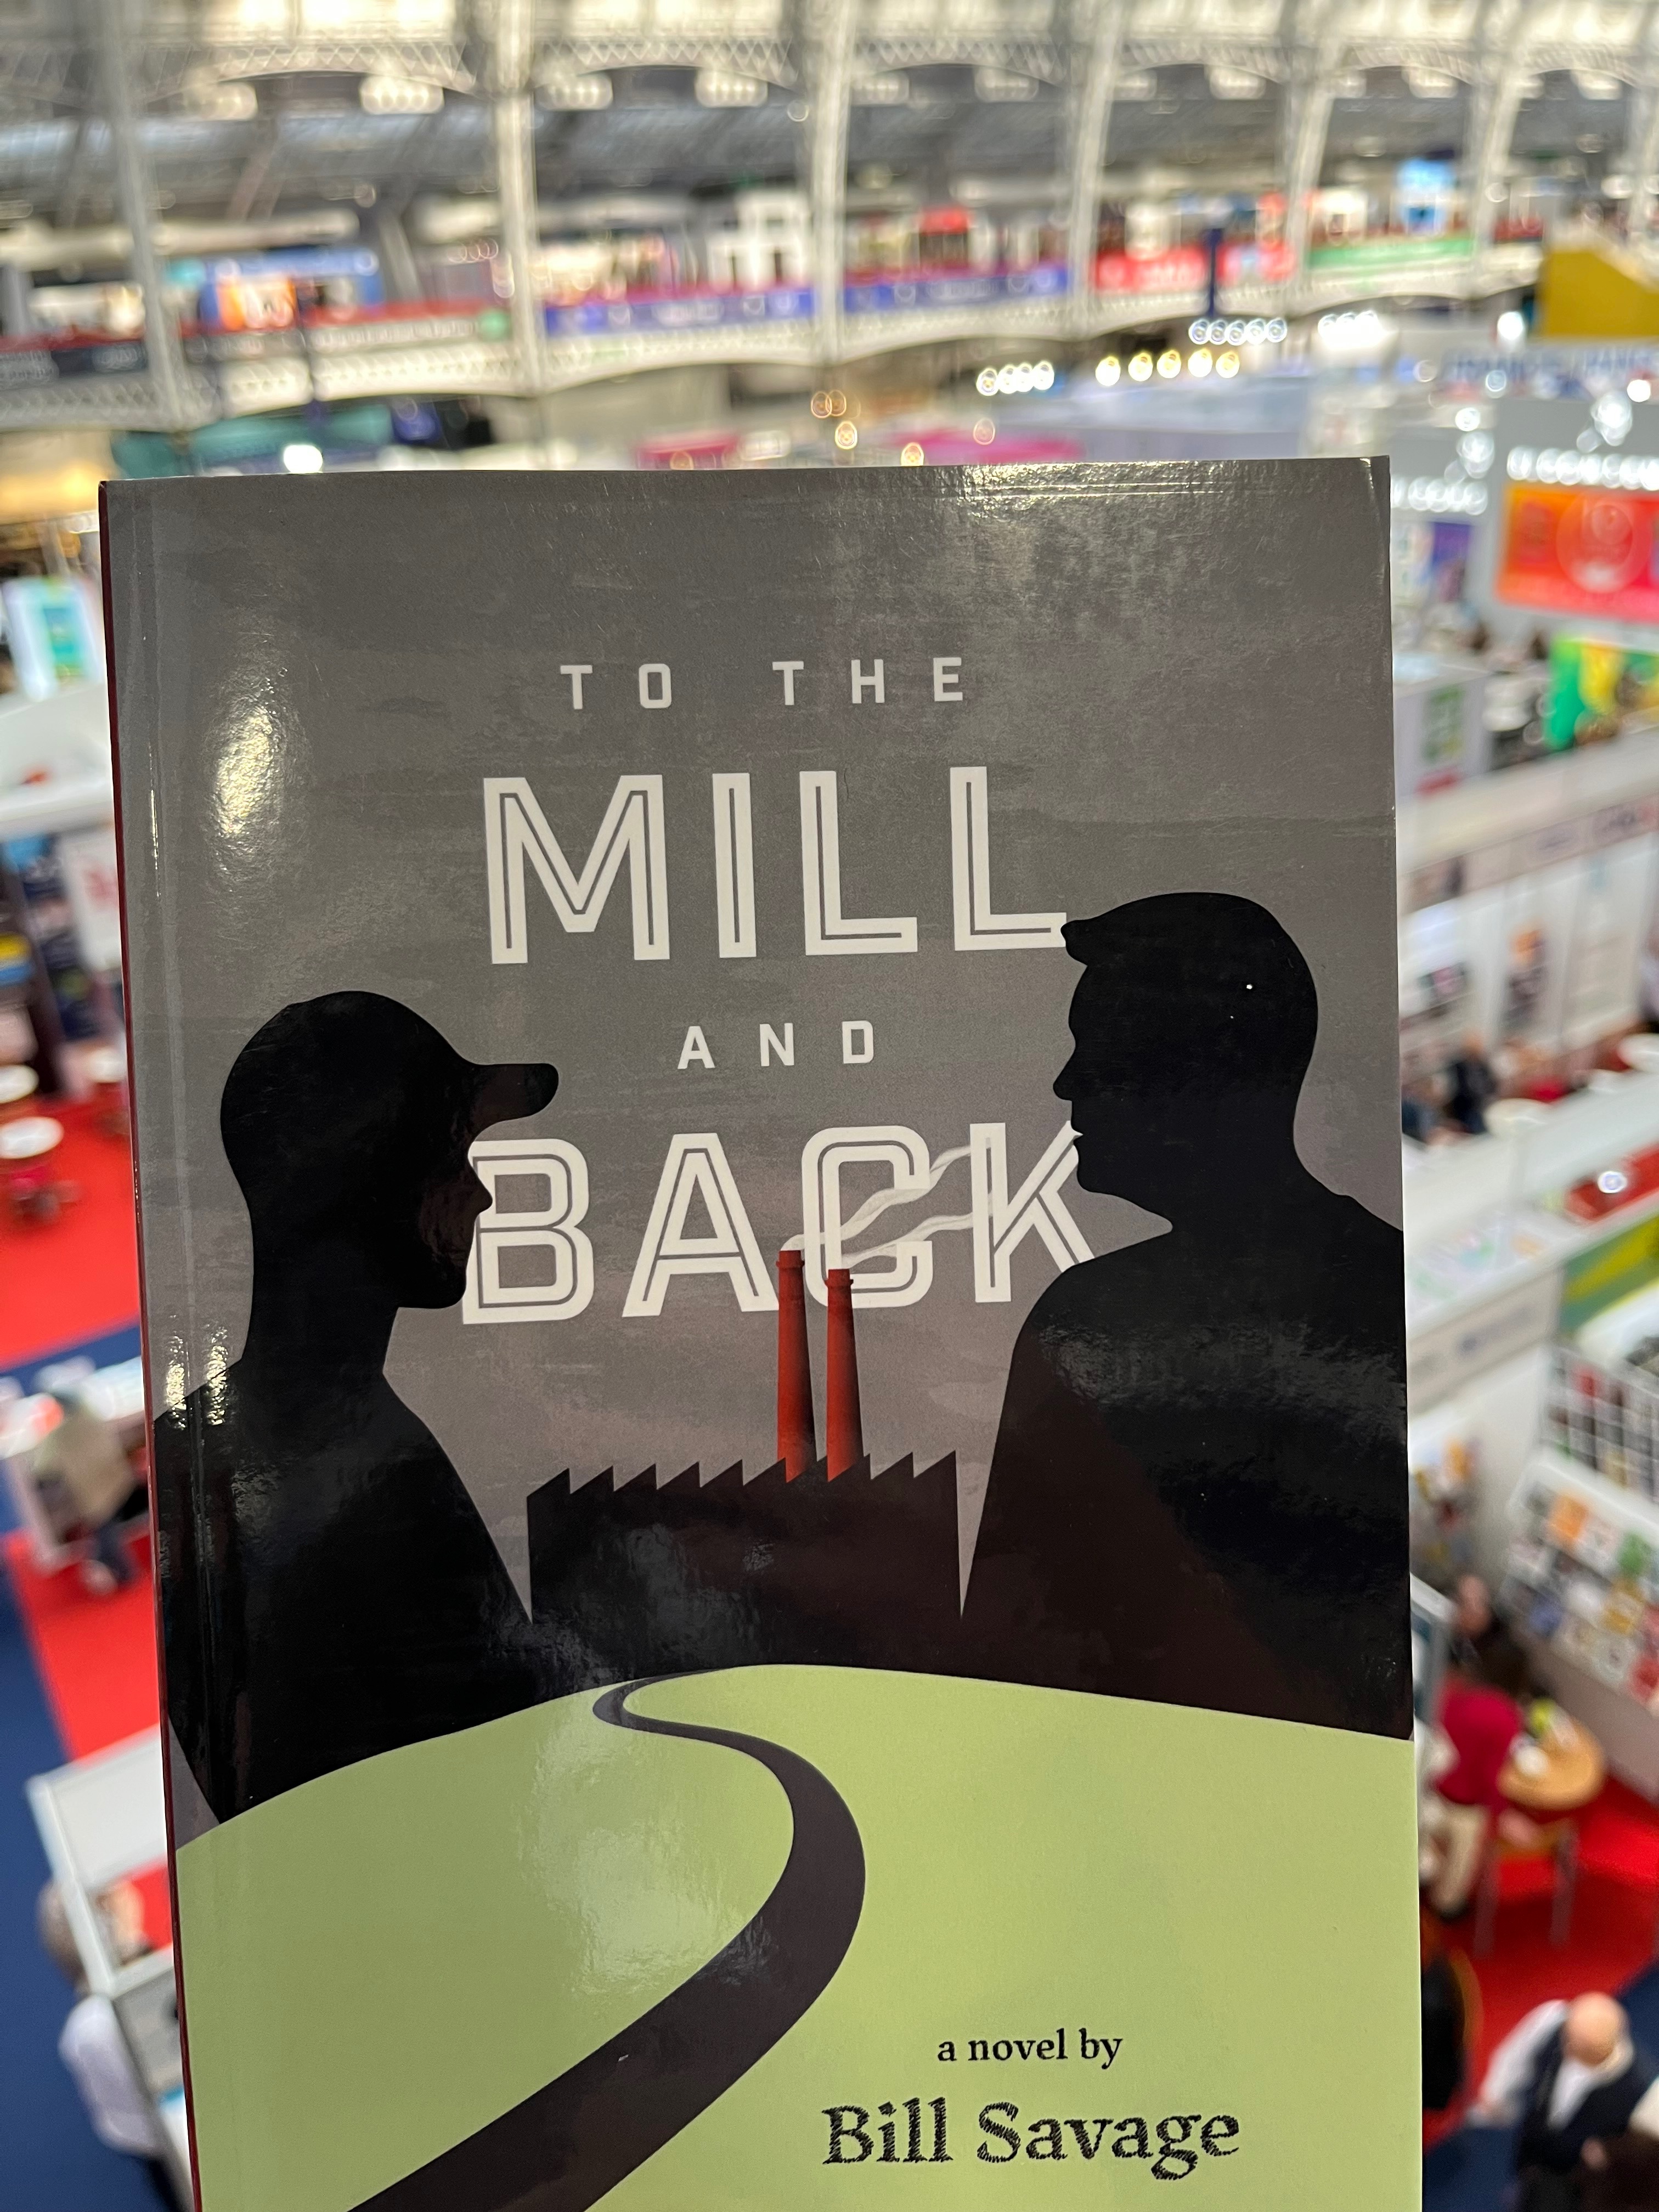 TO THE
MILL
AND
BACK
a novel by
Bill Savage